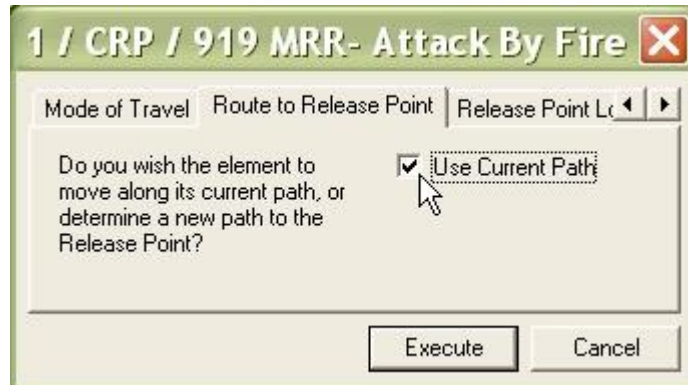 1 / CRP / 919 MRR- Attack By Fire
Mode of Travel Route to Release Point Release Point Lo
Do you wish the element to Use Current Path
move along its current path, or
determine a new path to the
Release Point?
Execute Cancel